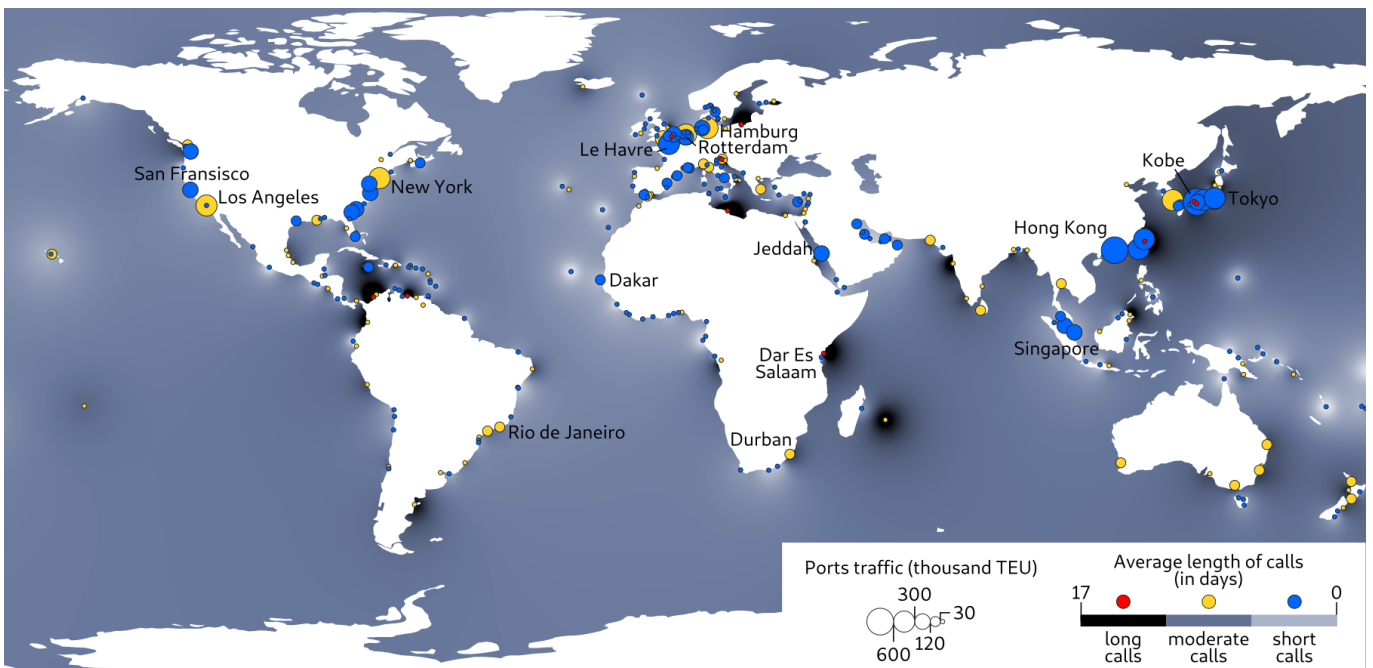 San Fransisco
Los Angeles
New York
Le Havre
Hamburg
Rotterdam
Kobe
Tokyo
Hong Kong
Jeddah
Dakar
Singapore
Dar Es
Salaam
Rio de Janeiro
Durban
Ports traffic (thousand TEU)
300
30
120
600
Average length of calls
(in days)
17
0
long
calls
moderate
calls
short
calls